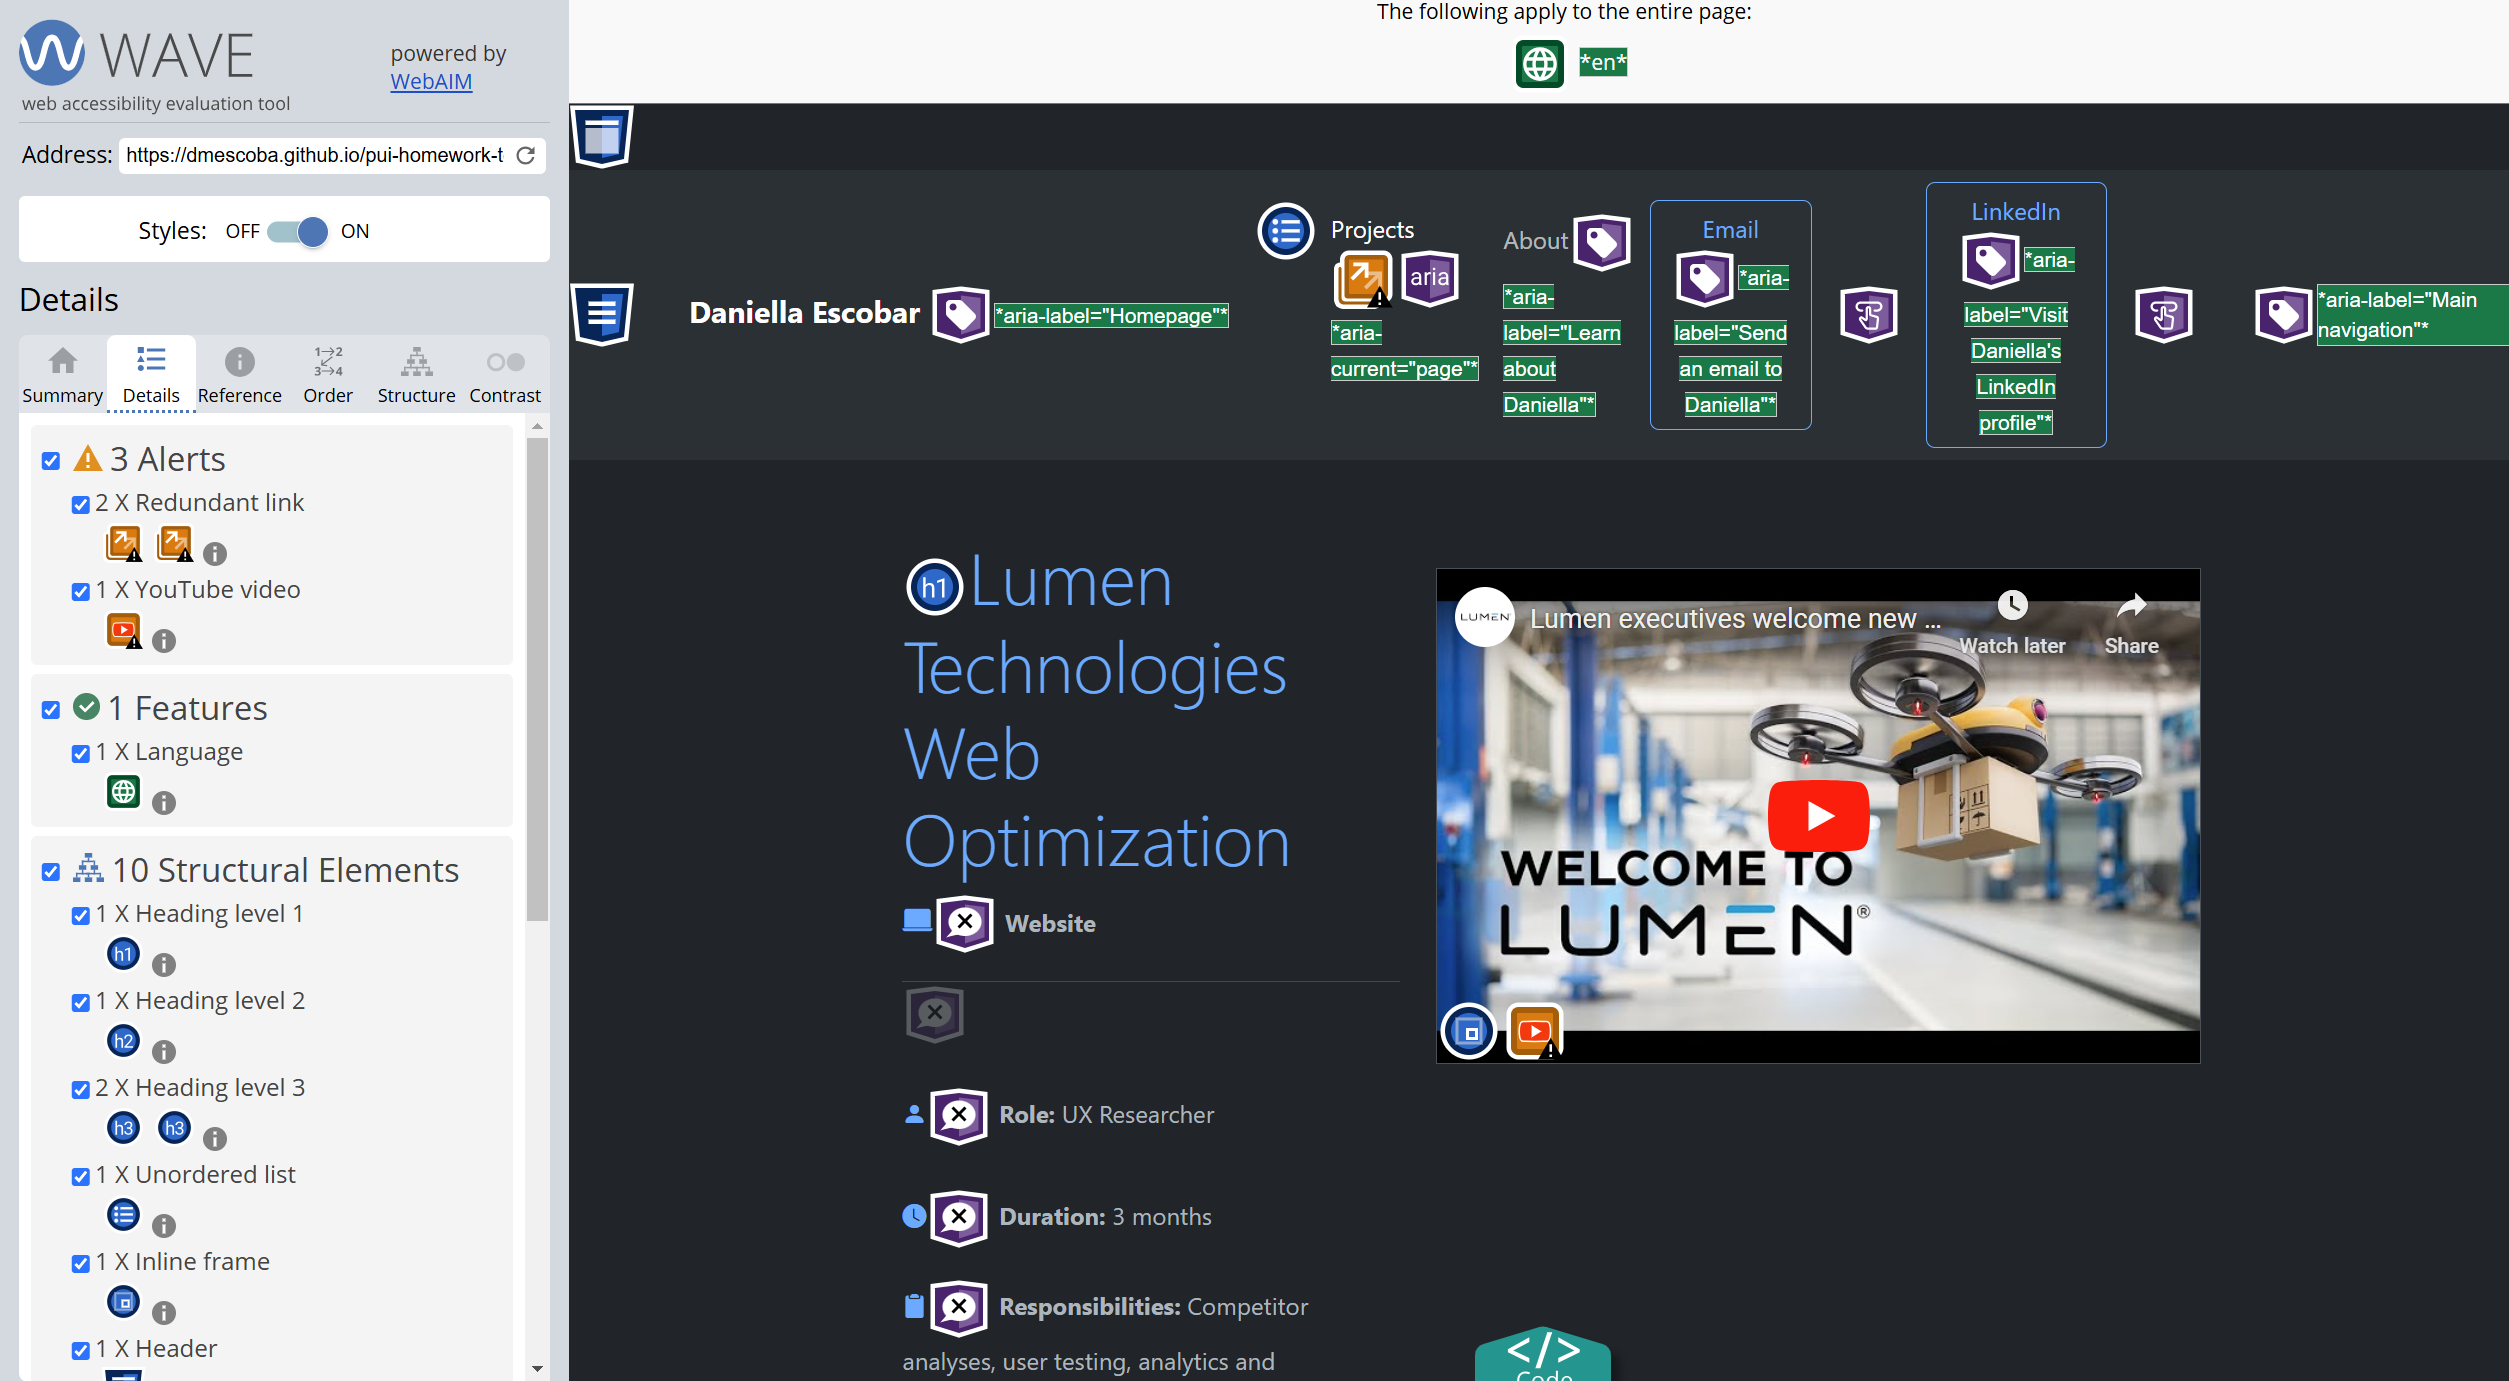 WAVE
powered by
WebAIM
web accessibility evaluation tool
Address: https://dmescoba.github.io/pui-homework-t
Styles: OFF ON
Details
Summary Details Reference Order Structure Contrast
3 Alerts
2 X Redundant link
1 X YouTube video
1 Features
1 X Language
10 Structural Elements
1 X Heading level 1
h1
1 X Heading level 2
h2
2 X Heading level 3
h3 h3
1 X Unordered list
1 X Inline frame
1 X Header
The following apply to the entire page:
*en*
Daniella Escobar *aria-label="Homepage"*
Projects
aria
*aria-
current="page"*
About
*aria-
label="Learn
about
Daniella"*
Email
*aria-
label="Send
an email to
Daniella"*
LinkedIn
*aria-
label="Visit
Daniella's
LinkedIn
profile"*
*aria-label="Main
navigation"*
h1 Lumen
Technologies
Web
Optimization
Website
Role: UX Researcher
Duration: 3 months
Responsibilities: Competitor
analyses, user testing, analytics and
LUMEN
Lumen executives welcome new ...
Watch later
Share
WELCOME TO
LUMEN®
</> 
Code